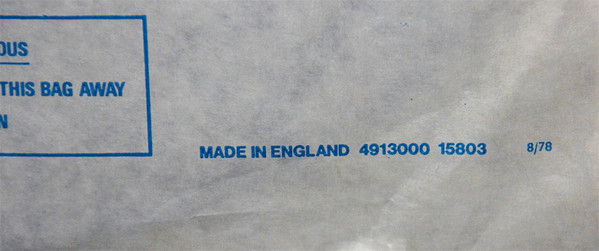 OUS
THIS BAG AWAY
N
MADE IN ENGLAND 4913000 15803 8/78